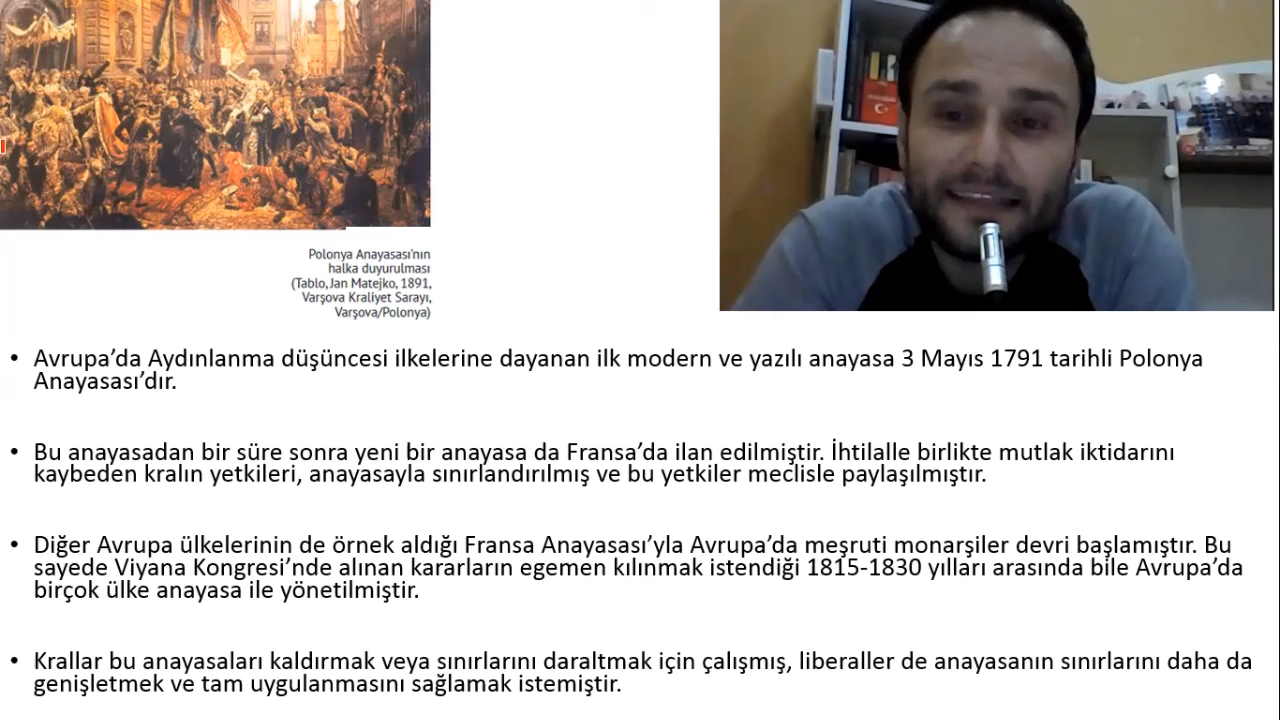 Polonya Anayasası'nın
halka duyurulması
(Tablo, Jan Matejko, 1891,
Varşova Kraliyet Sarayı,
Varşova/Polonya)
• Avrupa’da Aydınlanma düşüncesi ilkelerine dayanan ilk modern ve yazılı anayasa 3 Mayıs 1791 tarihli Polonya
Anayasası’dır.
• Bu anayasadan bir süre sonra yeni bir anayasa da Fransa’da ilan edilmiştir. İhtilalle birlikte mutlak iktidarını
kaybeden kralın yetkileri, anayasayla sınırlandırılmış ve bu yetkiler meclisle paylaşılmıştır.
• Diğer Avrupa ülkelerinin de örnek aldığı Fransa Anayasası’yla Avrupa’da meşruti monarşiler devri başlamıştır. Bu
sayede Viyana Kongresi’nde alınan kararların egemen kılınmak istendiği 1815-1830 yılları arasında bile Avrupa’da
birçok ülke anayasa ile yönetilmiştir.
• Krallar bu anayasaları kaldırmak veya sınırlarını daraltmak için çalışmış, liberaller de anayasanın sınırlarını daha da
genişletmek ve tam uygulanmasını sağlamak istemiştir.